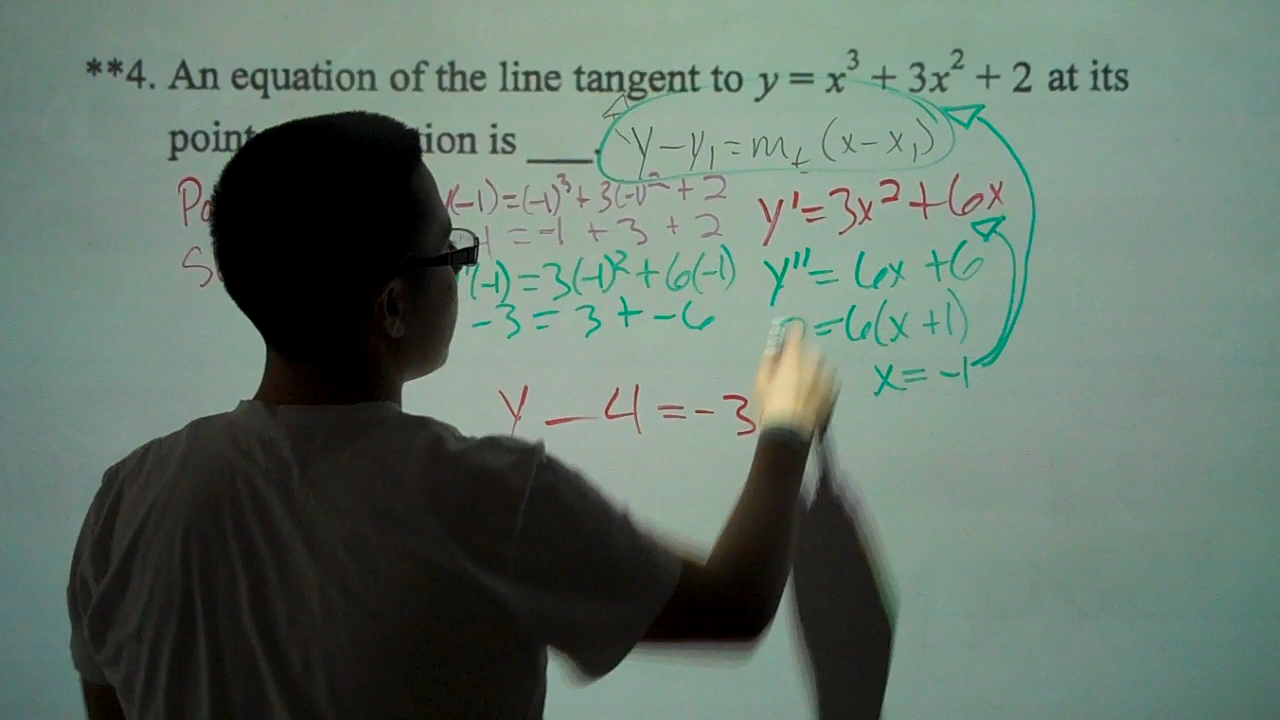 **4. An equation of the line tangent to y = x³ + 3x² + 2 at its
point is ___.
y - y₁ = mₜ (x - x₁)
(-1) = (-1)³ + 3(-1)² + 2
1 = -1 + 3 + 2
(-1) = 3(-1)² + 6(-1)
-3 = 3 + -6
y - 4 = -3
y' = 3x² + 6x
y'' = 6x + 6
= 6(x + 1)
x = -1